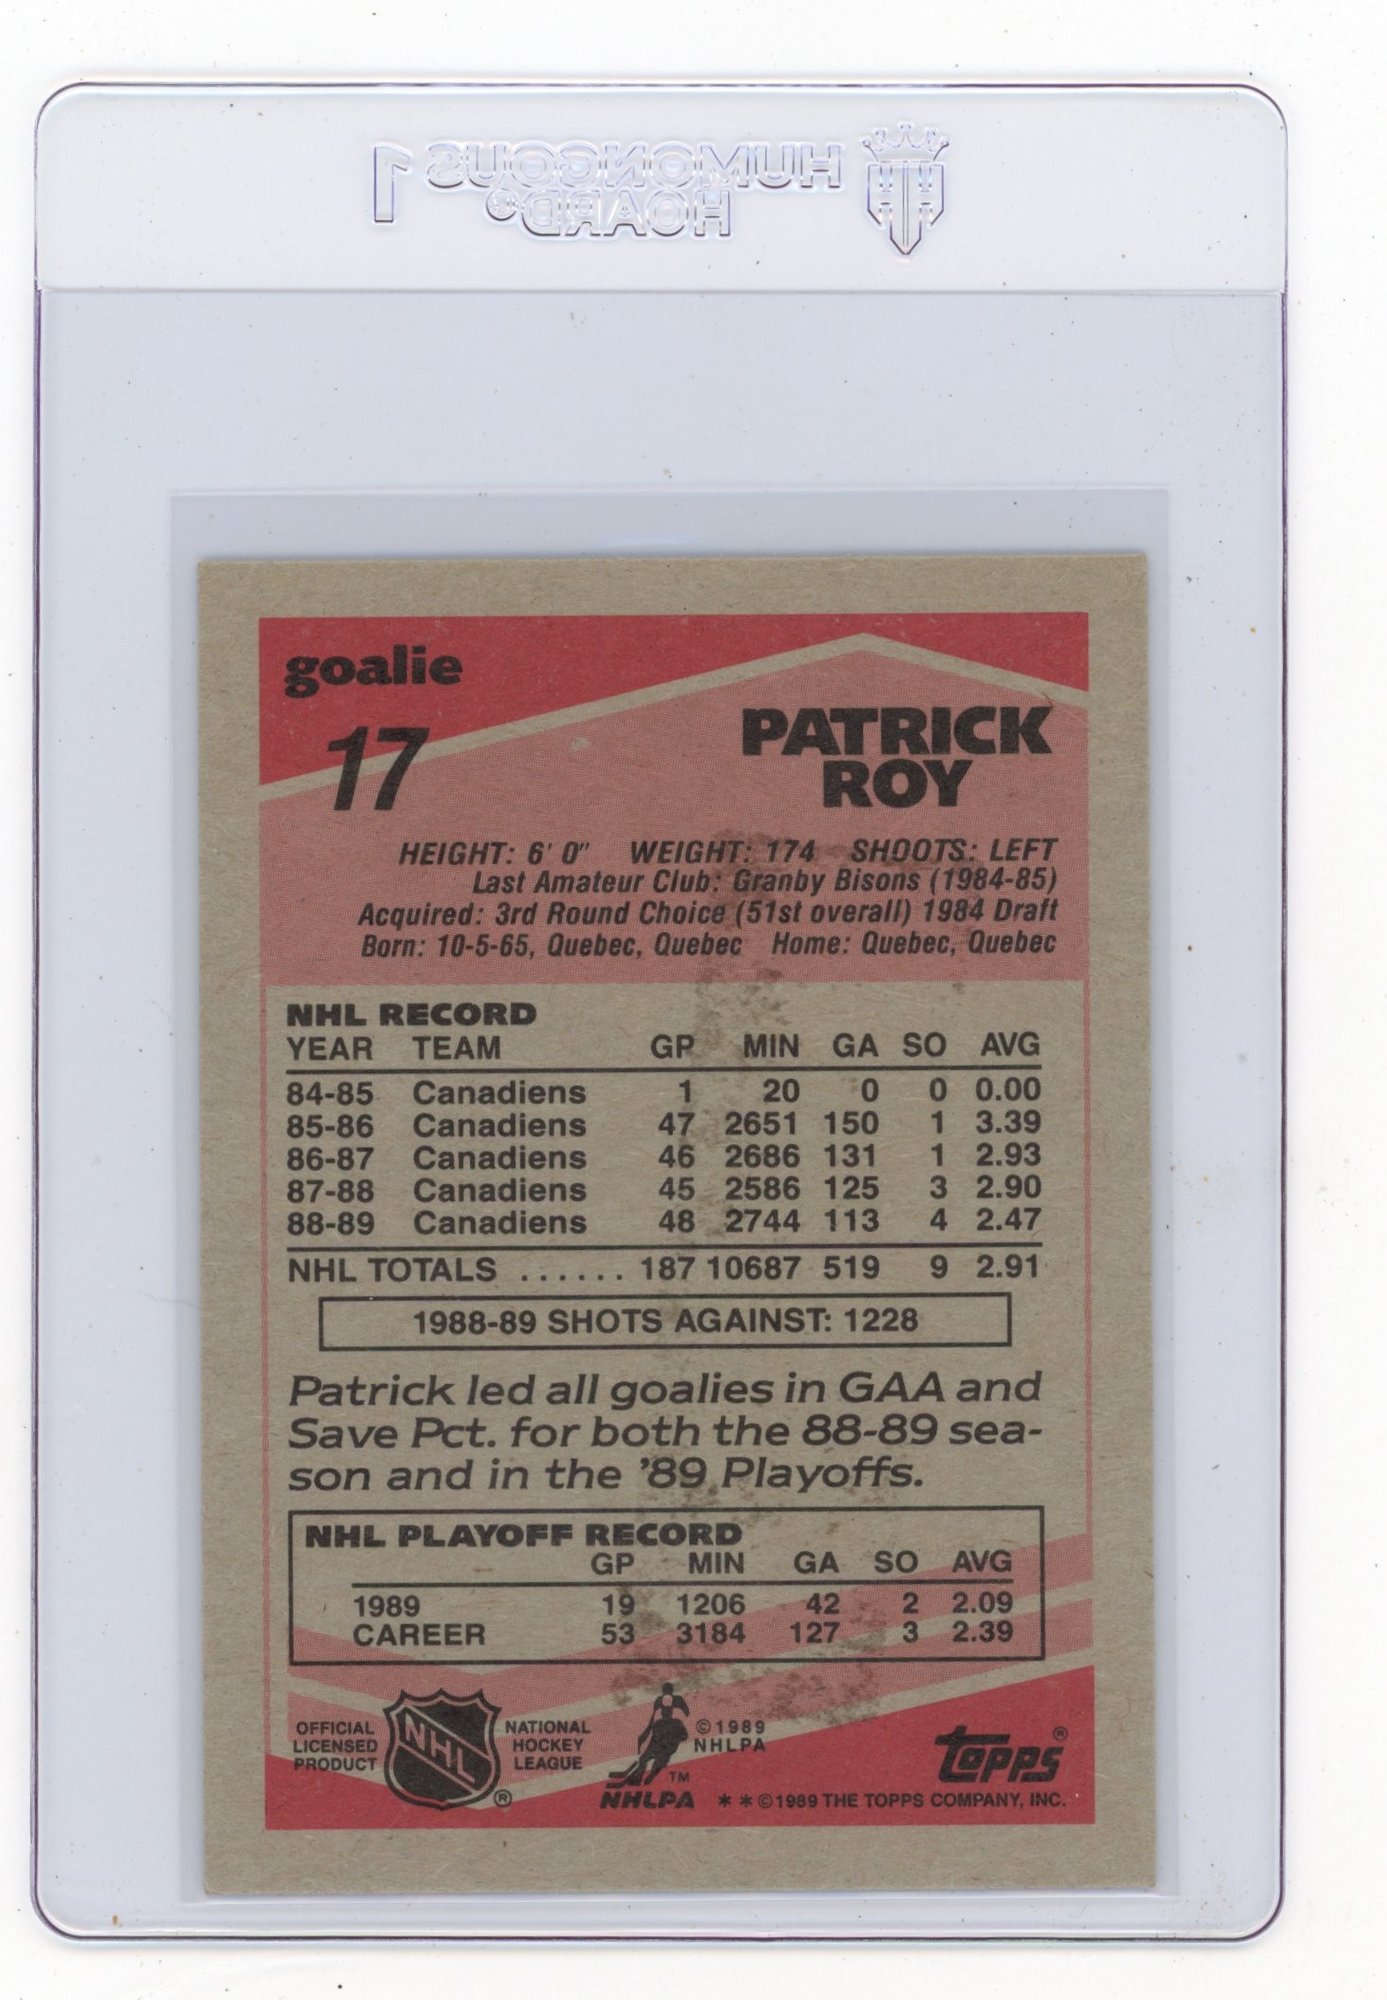 HUMONGOUS 1
HOARD®
goalie
17
PATRICK
ROY
HEIGHT: 6' 0" WEIGHT: 174 SHOOTS: LEFT
Last Amateur Club: Granby Bisons (1984-85)
Acquired: 3rd Round Choice (51st overall) 1984 Draft
Born: 10-5-65, Quebec, Quebec Home: Quebec, Quebec
NHL RECORD
YEAR TEAM GP MIN GA SO AVG
84-85 Canadiens 1 20 0 0 0.00
85-86 Canadiens 47 2651 150 1 3.39
86-87 Canadiens 46 2686 131 1 2.93
87-88 Canadiens 45 2586 125 3 2.90
88-89 Canadiens 48 2744 113 4 2.47
NHL TOTALS ...... 187 10687 519 9 2.91
1988-89 SHOTS AGAINST: 1228
Patrick led all goalies in GAA and
Save Pct. for both the 88-89 sea-
son and in the '89 Playoffs.
NHL PLAYOFF RECORD
GP MIN GA SO AVG
1989 19 1206 42 2 2.09
CAREER 53 3184 127 3 2.39
OFFICIAL
LICENSED
PRODUCT
NHL
®
NATIONAL
HOCKEY
LEAGUE
©1989
NHLPA
TM
NHLPA
Topps®
* * ©1989 THE TOPPS COMPANY, INC.